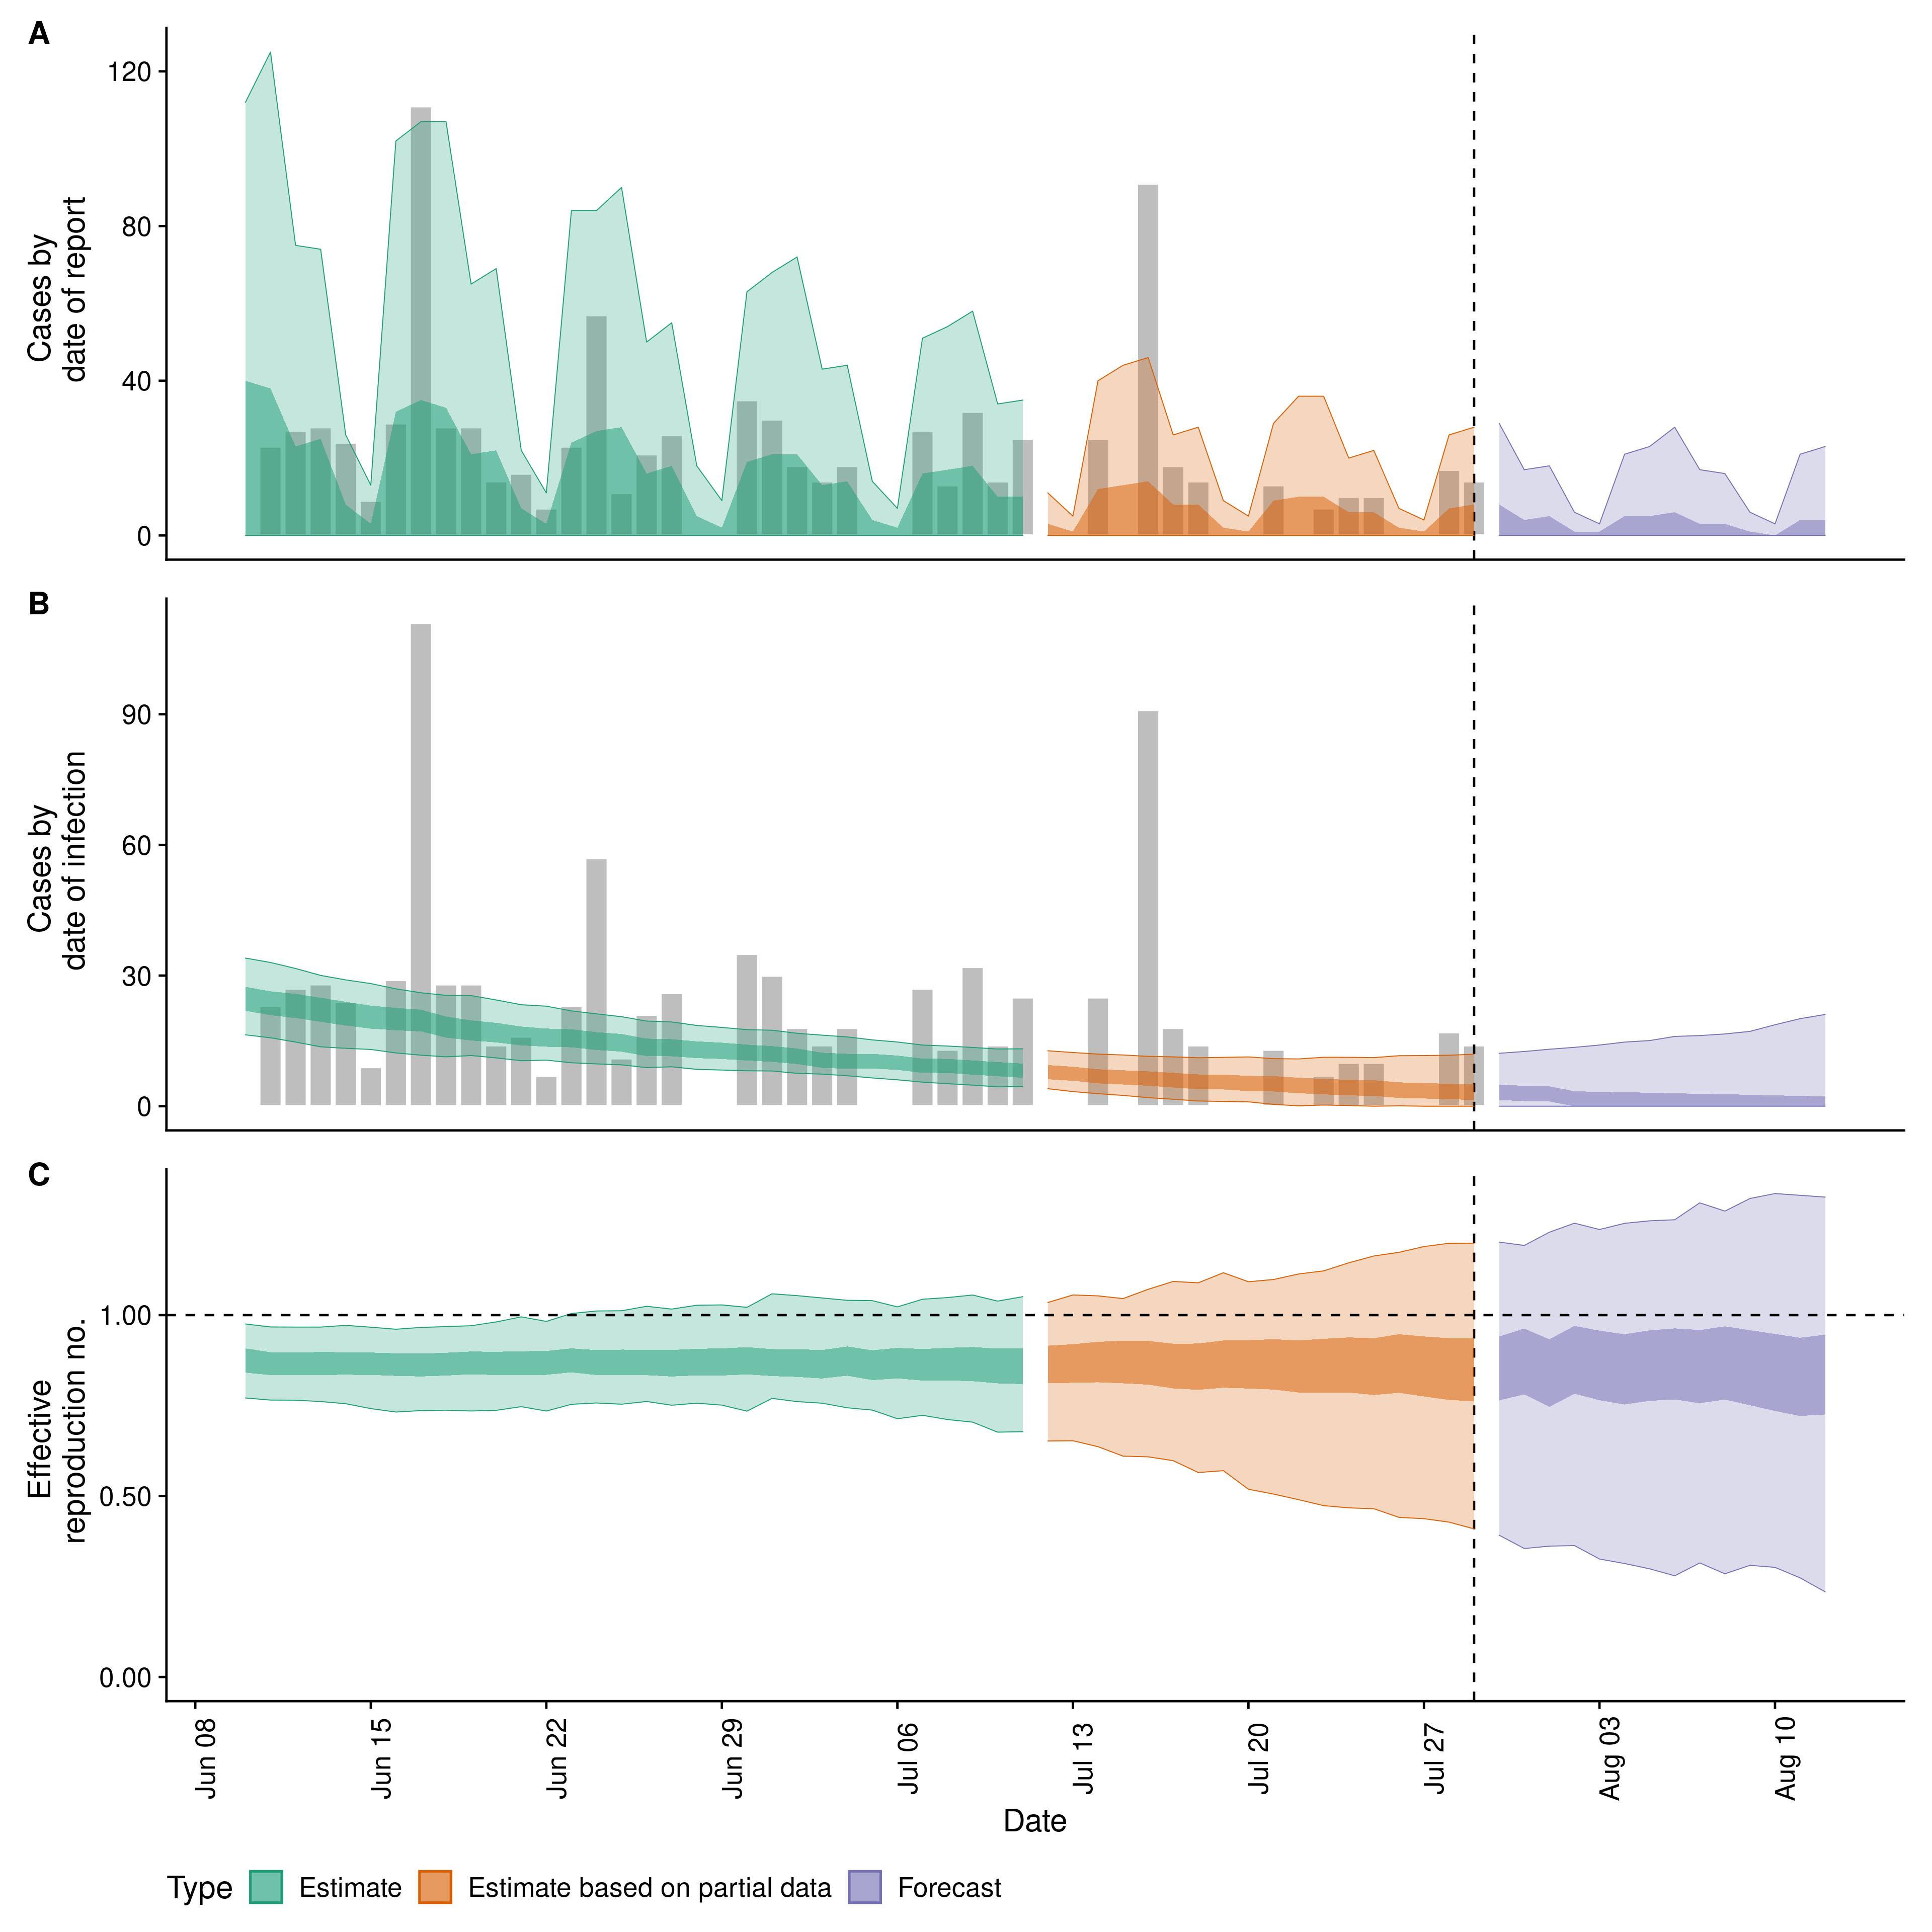 A
120
80
40
0
Cases by
date of report
B
90
60
30
0
Cases by
date of infection
C
1.00
0.50
0.00
Effective
reproduction no.
Jun 08
Jun 15
Jun 22
Jun 29
Jul 06
Jul 13
Jul 20
Jul 27
Aug 03
Aug 10
Date
Type Estimate Estimate based on partial data Forecast